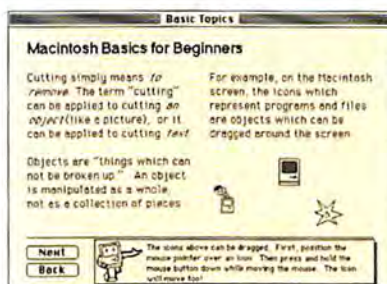 Basic Topics
Macintosh Basics for Beginners
Cutting simply means to
remove. The term "cutting"
can be applied to cutting an
object (like a picture), or it
can be applied to cutting text
Objects are "things which can
not be broken up." An object
is manipulated as a whole,
not as a collection of pieces
For example, on the Macintosh
screen, the icons which
represent programs and files
are objects which can be
dragged around the screen
Next
Back
The icons above can be dragged. First, position the
mouse pointer over an icon. Then press and hold the
mouse button down while moving the mouse. The icon
will move too!